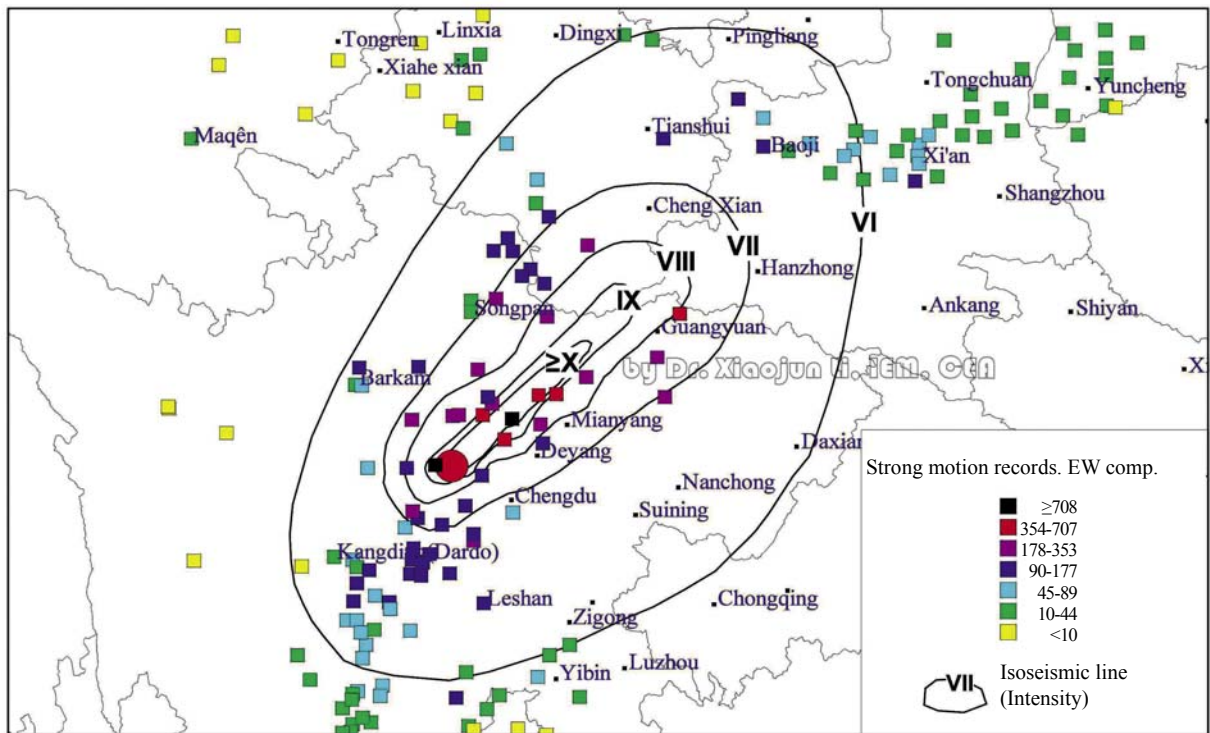 Tongren
Linxia
Dingxi
Pingliang
Xiahe xian
Tongchuan
Yuncheng
Maqên
Tianshui
Baoji
Xi'an
Shangzhou
Cheng Xian
VI
VII
VIII
Hanzhong
IX
Songpan
Ankang
Shiyan
Guangyuan
≥X
by Dr. Xiaojun Li, IEM, CEA
Barkam
Mianyang
Deyang
Daxian
Nanchong
Chengdu
Suining
Kangding (Dardo)
Leshan
Chongqing
Zigong
Yibin
Luzhou
Strong motion records. EW comp.
≥708
354-707
178-353
90-177
45-89
10-44
<10
VII
Isoseismic line
(Intensity)